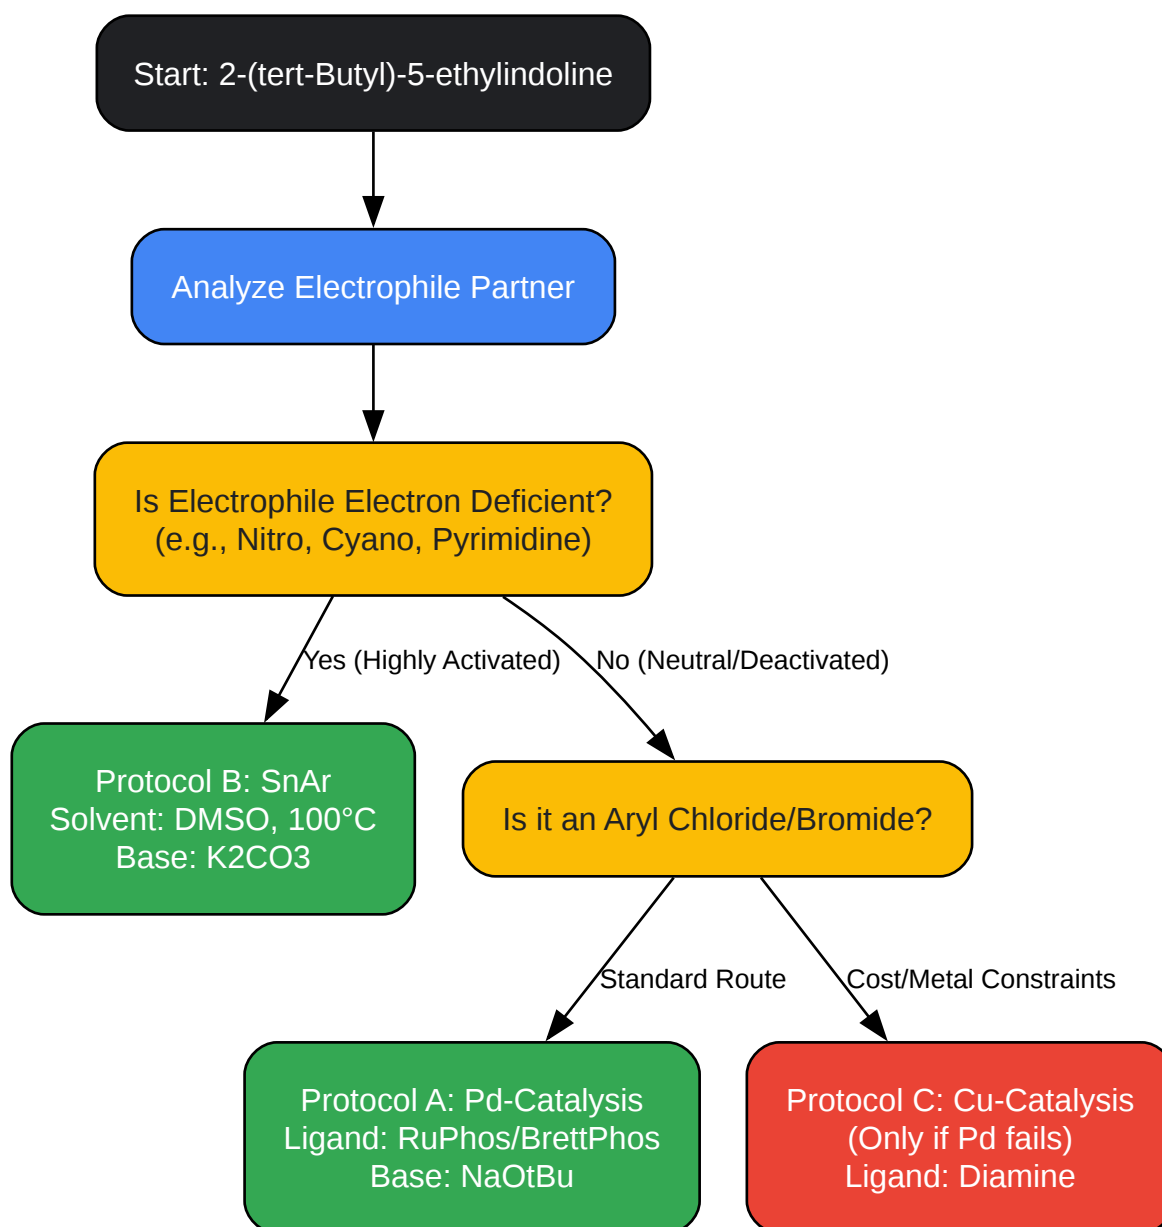 Start: 2-(tert-Butyl)-5-ethylindoline
Analyze Electrophile Partner
Is Electrophile Electron Deficient?
(e.g., Nitro, Cyano, Pyrimidine)
Yes (Highly Activated)
No (Neutral/Deactivated)
Protocol B: SnAr
Solvent: DMSO, 100°C
Base: K2CO3
Is it an Aryl Chloride/Bromide?
Standard Route
Cost/Metal Constraints
Protocol A: Pd-Catalysis
Ligand: RuPhos/BrettPhos
Base: NaOtBu
Protocol C: Cu-Catalysis
(Only if Pd fails)
Ligand: Diamine